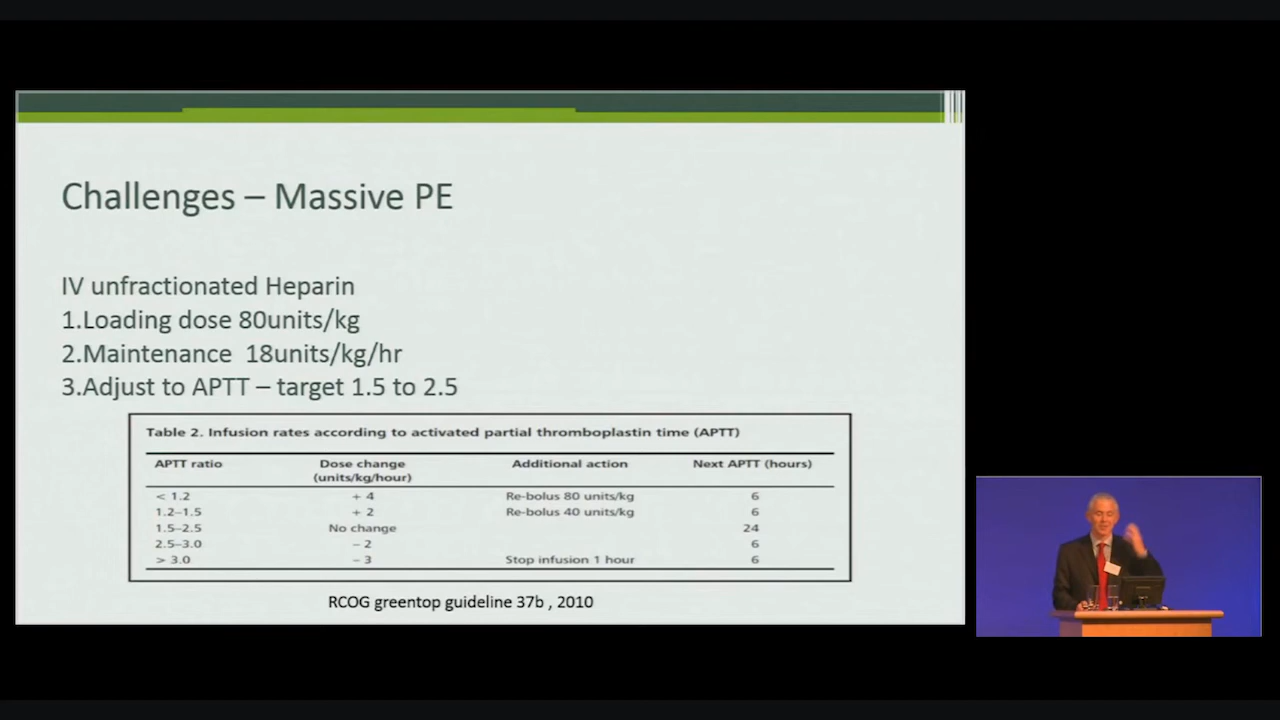 Challenges – Massive PE
IV unfractionated Heparin
1.Loading dose 80units/kg
2.Maintenance 18units/kg/hr
3.Adjust to APTT – target 1.5 to 2.5
Table 2. Infusion rates according to activated partial thromboplastin time (APTT)
APTT ratio Dose change Additional action Next APTT (hours)
(units/kg/hour)
< 1.2 + 4 Re-bolus 80 units/kg 6
1.2–1.5 + 2 Re-bolus 40 units/kg 6
1.5–2.5 No change 24
2.5–3.0 – 2 6
> 3.0 – 3 Stop infusion 1 hour 6
RCOG greentop guideline 37b , 2010